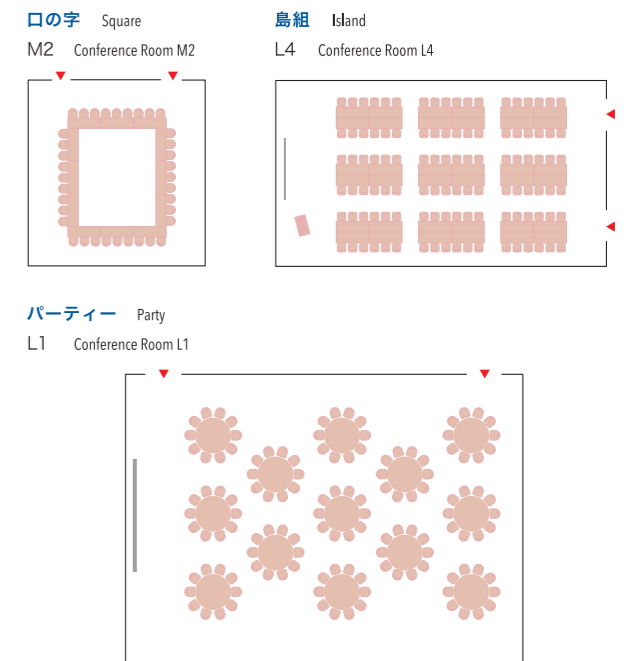 ロの字 Square
M2 Conference Room M2
島組 Island
L4 Conference Room L4
パーティー Party
L1 Conference Room L1